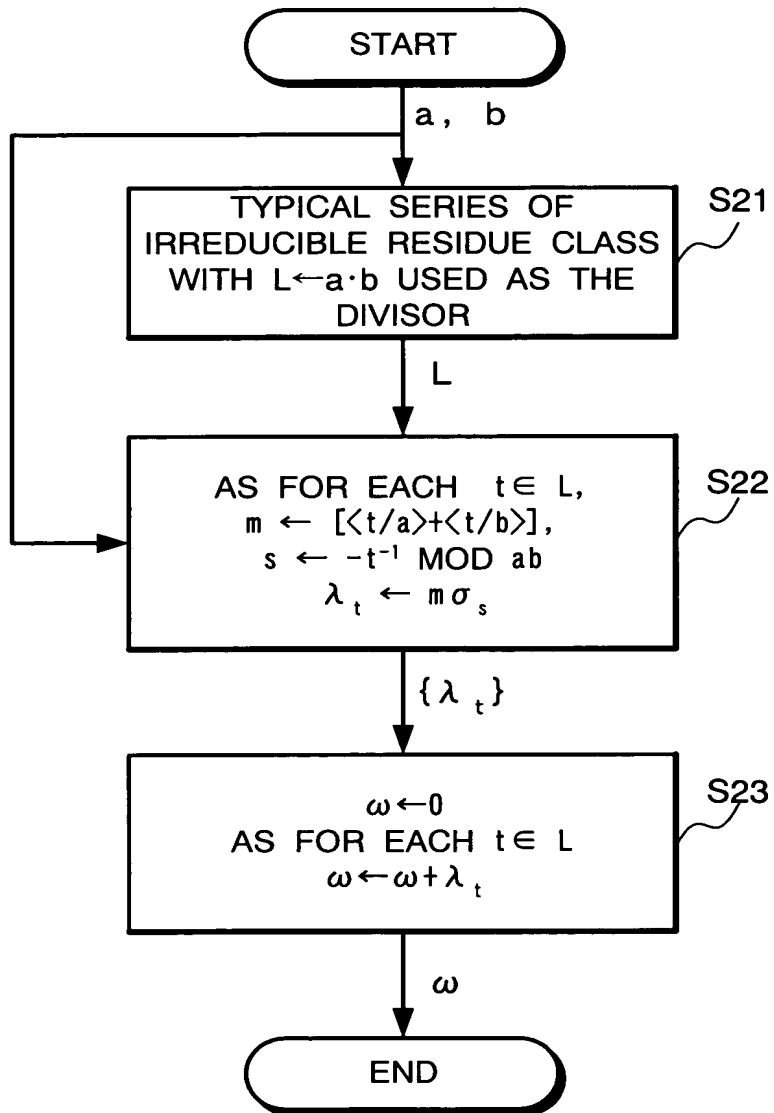 START
a, b
TYPICAL SERIES OF
IRREDUCIBLE RESIDUE CLASS
WITH L←a·b USED AS THE
DIVISOR
S21
L
AS FOR EACH t∈ L,
m ← [<t/a>+<t/b>],
s ← -t⁻¹ MOD ab
λₜ ← mσₛ
S22
{λₜ}
ω←0
AS FOR EACH t∈ L
ω←ω+λₜ
S23
ω
END